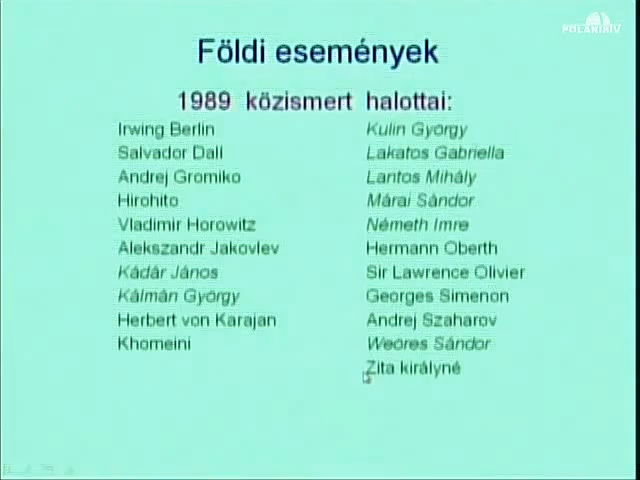 POLARISIV
Földi események
1989 közismert halottai:
Irwing Berlin
Salvador Dali
Andrej Gromiko
Hirohito
Vladimir Horowitz
Alekszandr Jakovlev
Kádár János
Kálmán György
Herbert von Karajan
Khomeini
Kulin György
Lakatos Gabriella
Lantos Mihály
Márai Sándor
Németh Imre
Hermann Oberth
Sir Lawrence Olivier
Georges Simenon
Andrej Szaharov
Weöres Sándor
Zita királyné